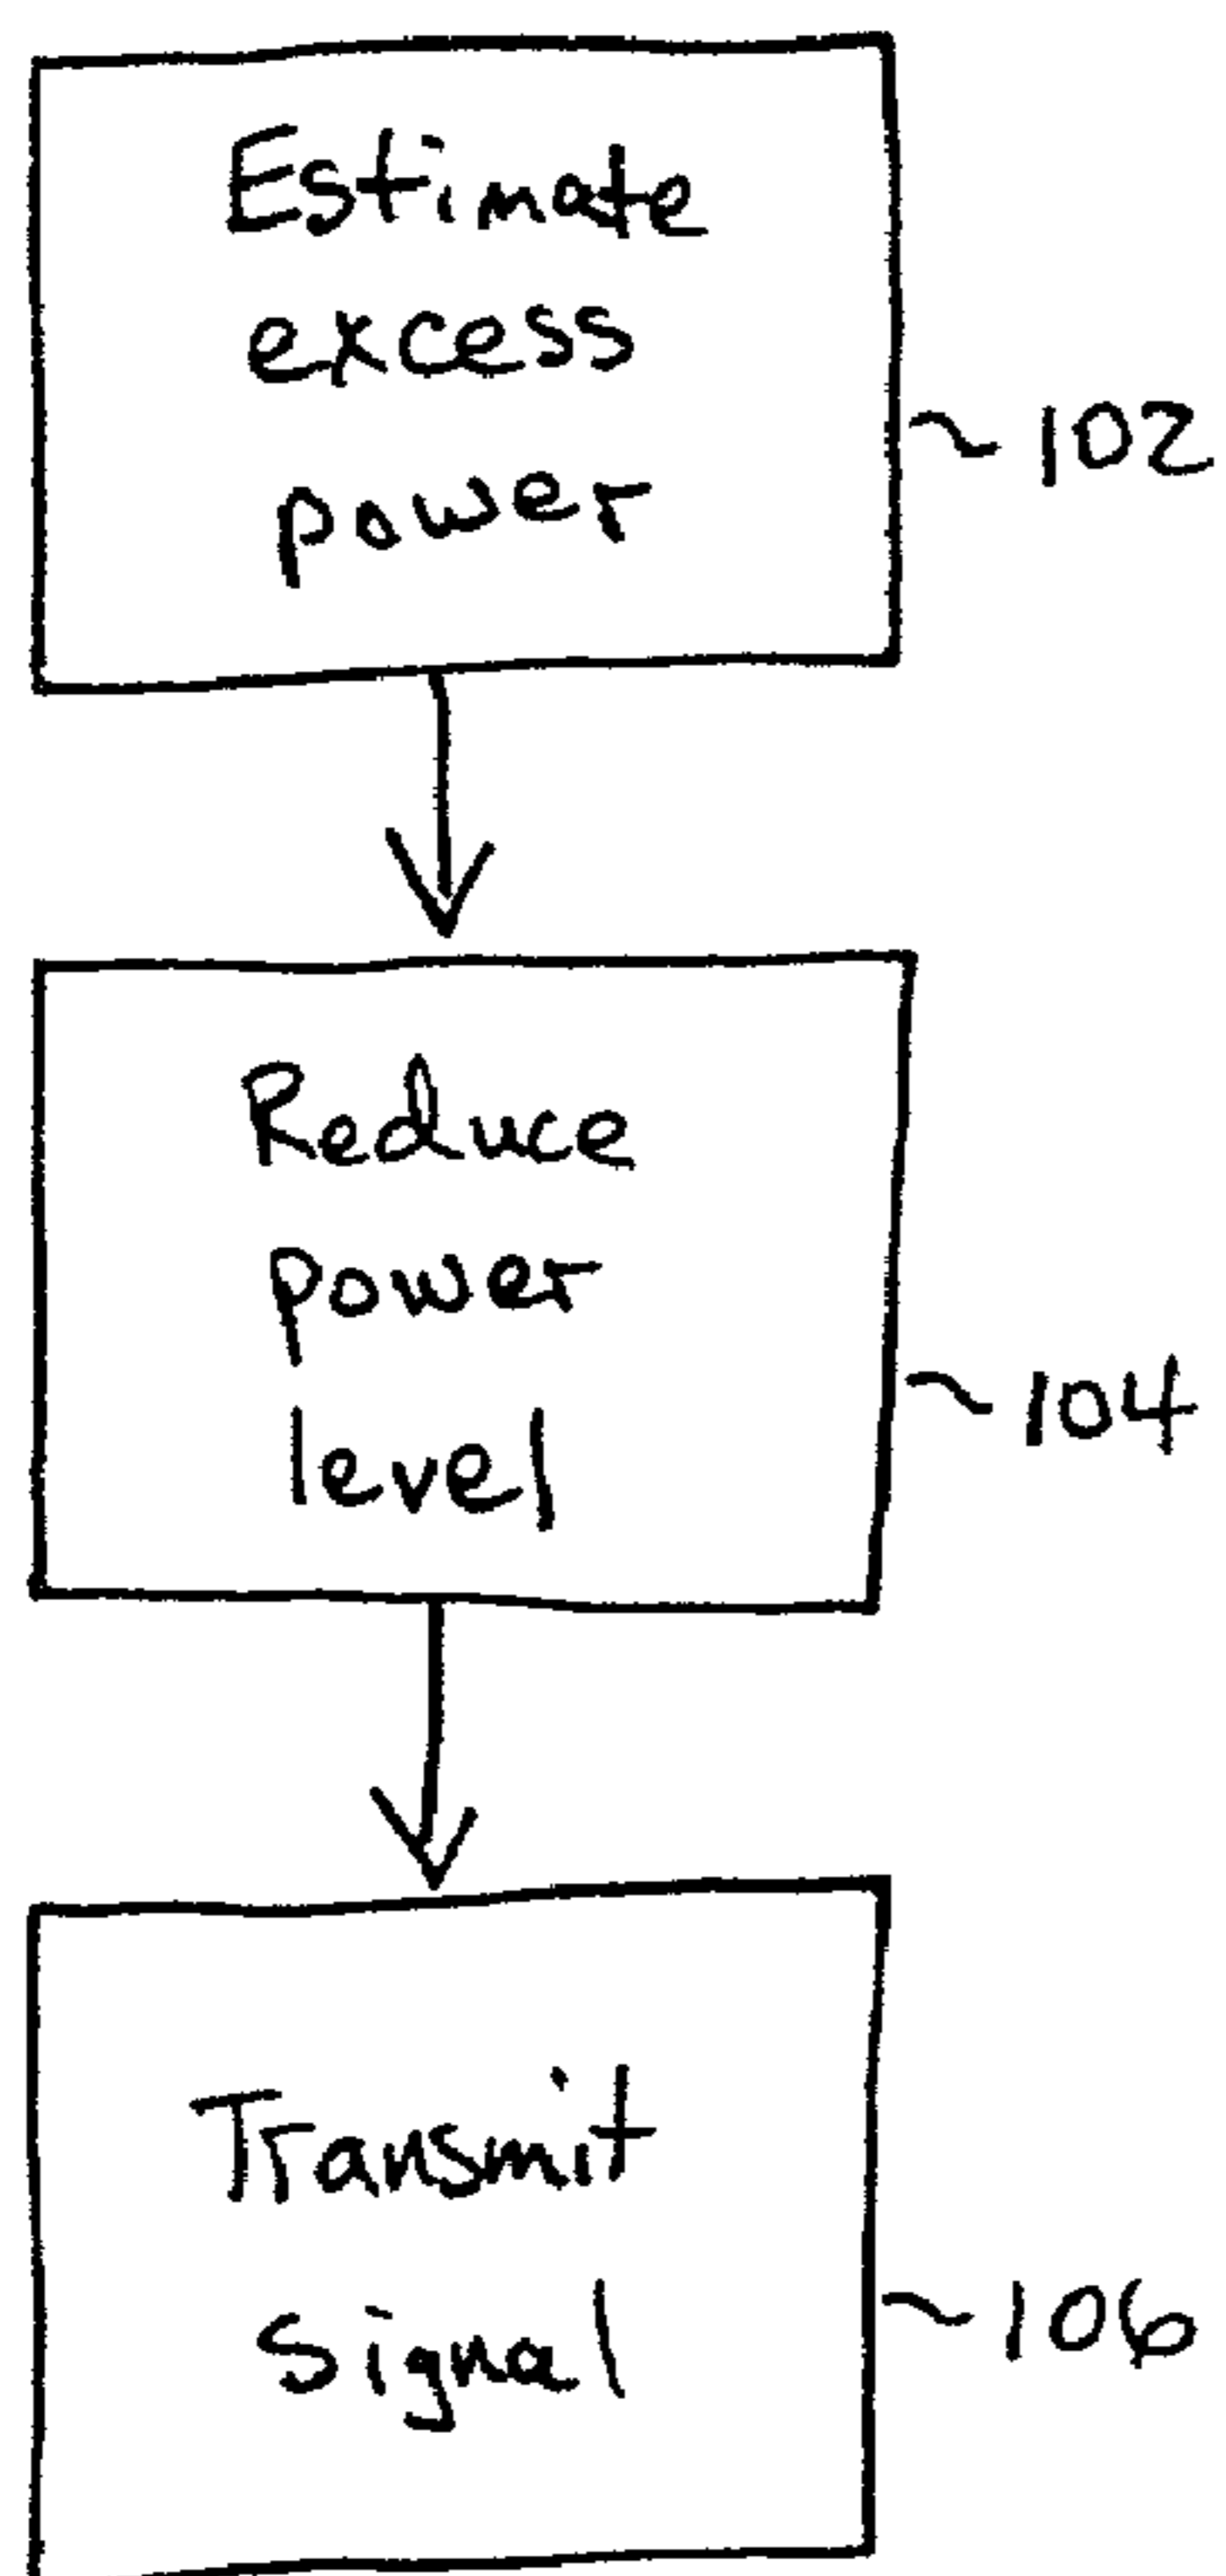 Estimate
excess
power
102
Reduce
power
level
104
Transmit
signal
106